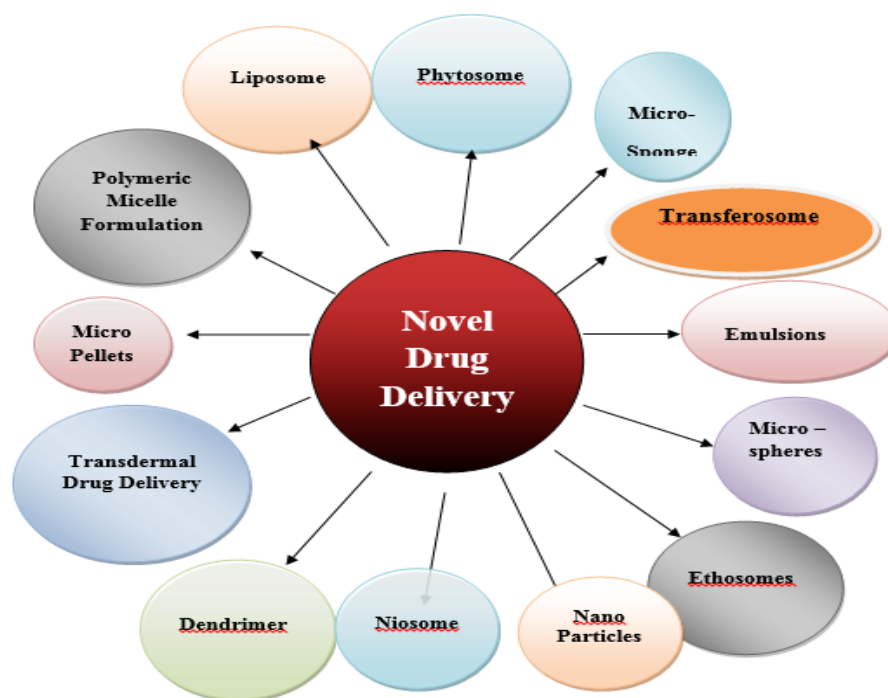 Liposome
Phytosome
Micro-
Sponge
Polymeric
Micelle
Formulation
Transferosome
Novel
Drug
Delivery
Micro
Pellets
Emulsions
Micro –
spheres
Transdermal
Drug Delivery
Ethosomes
Dendrimer
Niosome
Nano
Particles